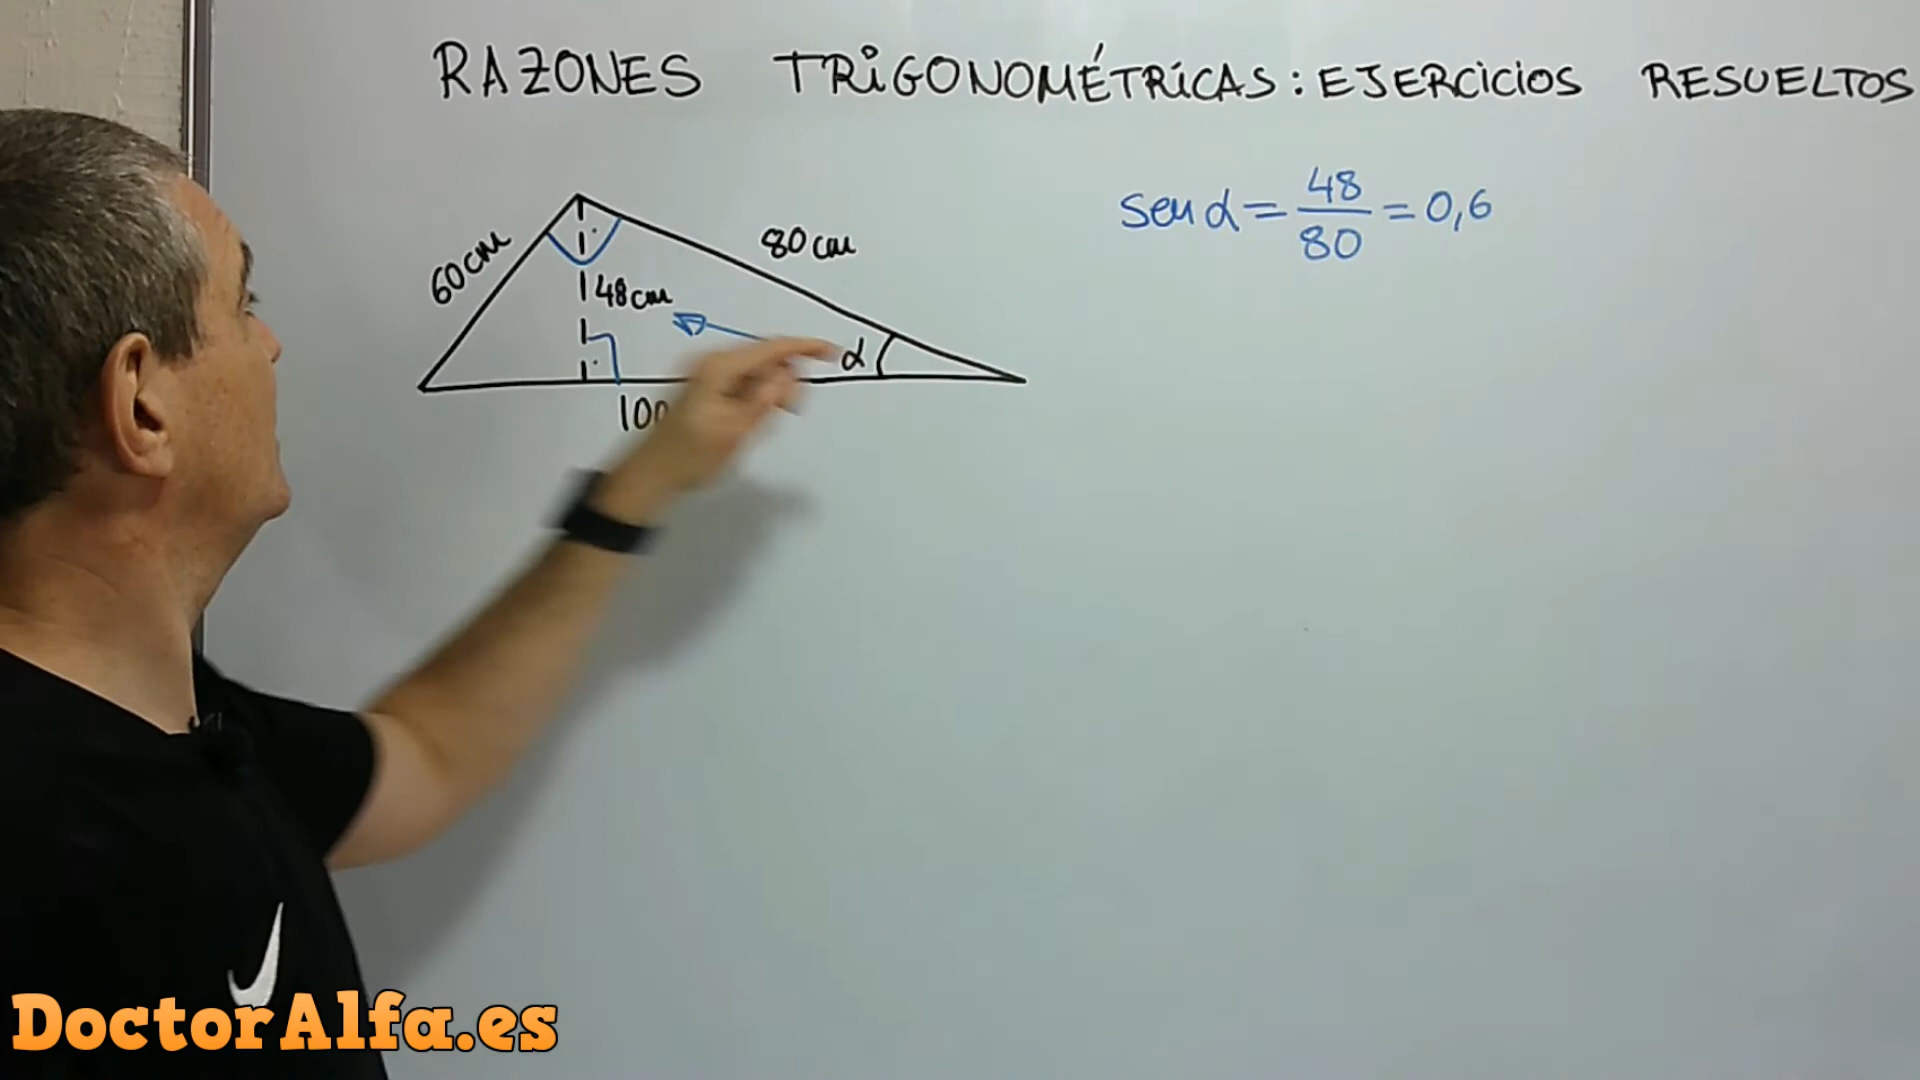 RAZONES TRIGONOMÉTRICAS: EJERCICIOS RESUELTOS
sen α = 48/80 = 0,6
60cm
80cm
48cm
α
DoctorAlfa.es